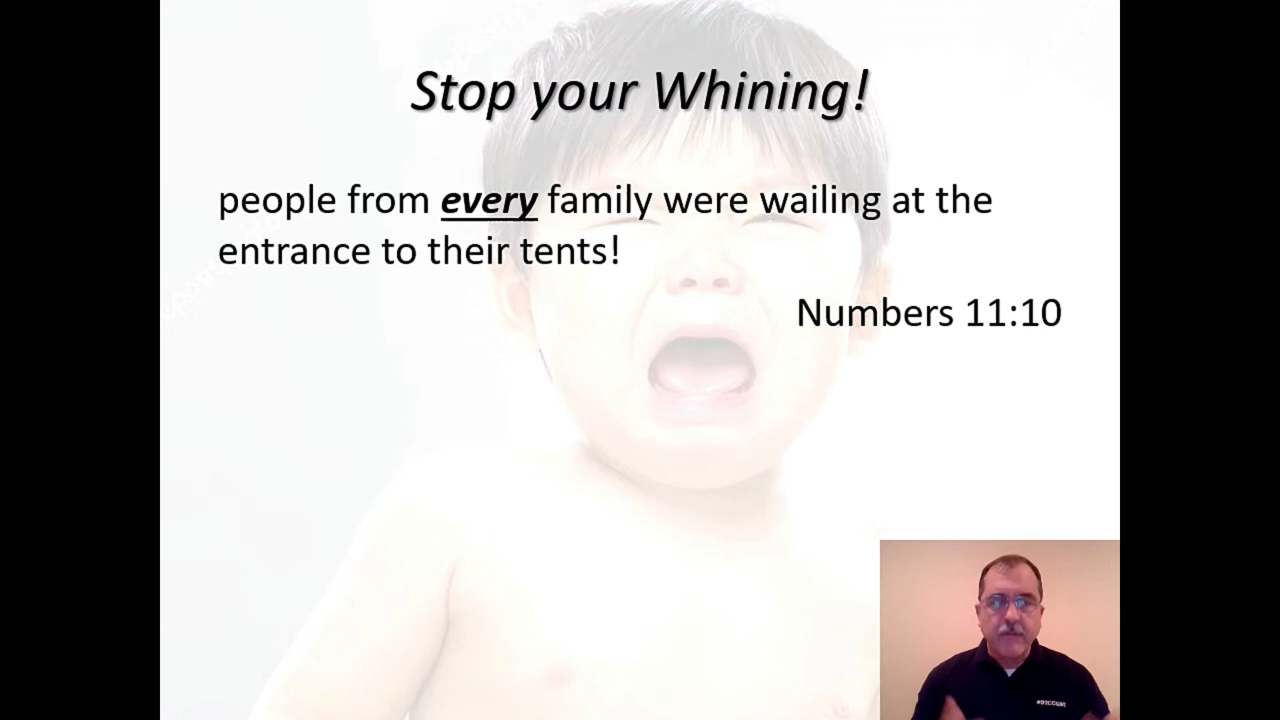 Stop your Whining!
people from every family were wailing at the
entrance to their tents!
Numbers 11:10